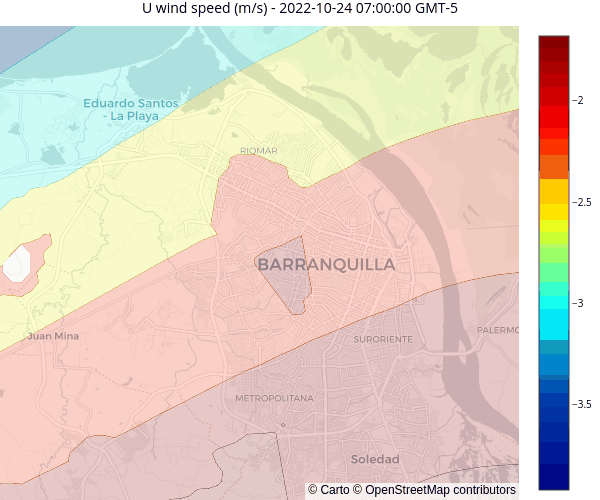 U wind speed (m/s) - 2022-10-24 07:00:00 GMT-5
−2
Eduardo Santos
- La Playa
RIOMAR
−2.5
BARRANQUILLA
−3
Juan Mina
SURORIENTE
PALERMO
METROPOLITANA
−3.5
Soledad
© Carto © OpenStreetMap contributors